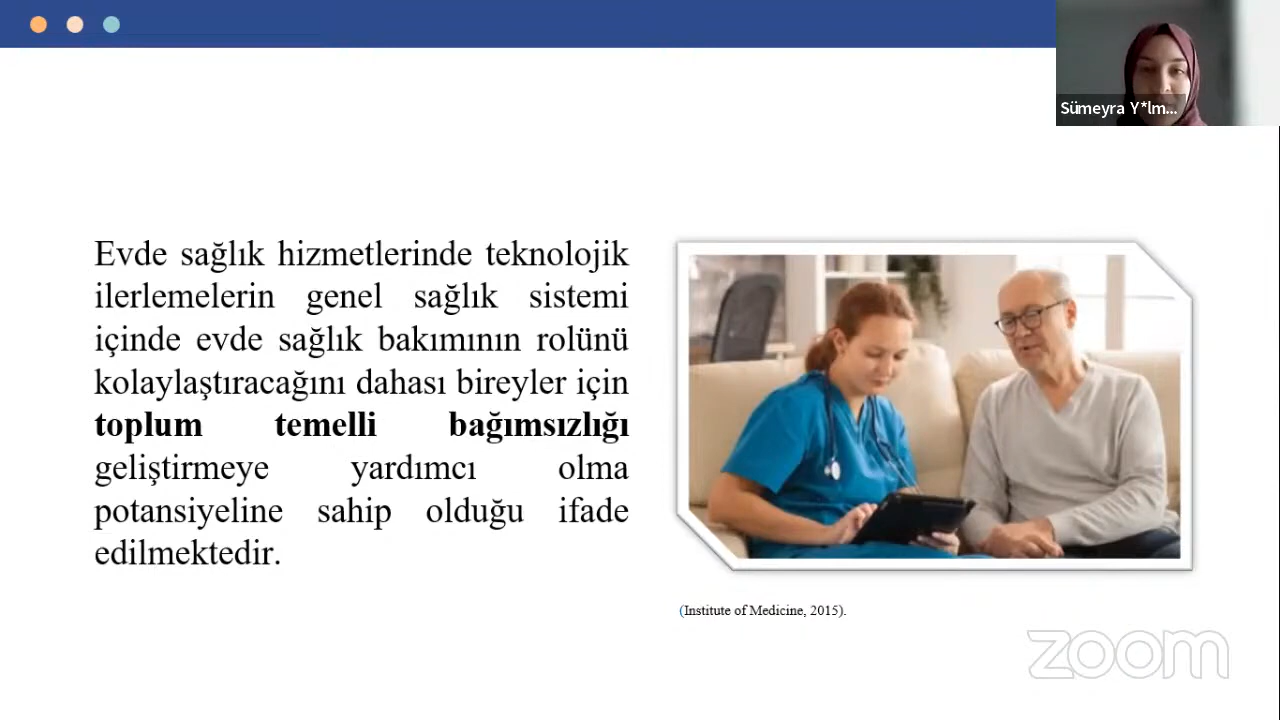 Sümeyra Y*lm...
Evde sağlık hizmetlerinde teknolojik
ilerlemelerin genel sağlık sistemi
içinde evde sağlık bakımının rolünü
kolaylaştıracağını dahası bireyler için
toplum temelli bağımsızlığı
geliştirmeye yardımcı olma
potansiyeline sahip olduğu ifade
edilmektedir.
(Institute of Medicine, 2015).
zoom